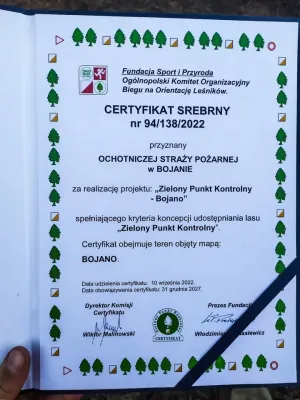 Fundacja Sport i Przyroda
Ogólnopolski Komitet Organizacyjny
Biegu na Orientację Leśników.
CERTYFIKAT SREBRNY
nr 94/138/2022
przyznany
OCHOTNICZEJ STRAŻY POŻARNEJ
w BOJANIE
za realizację projektu: „Zielony Punkt Kontrolny
- Bojano"
spełniającego kryteria koncepcji udostępniania lasu
„Zielony Punkt Kontrolny".
Certyfikat obejmuje teren objęty mapą:
BOJANO.
Data udzielenia certyfikatu: 10 września 2022.
Data obowiązywania certyfikatu: 31 grudnia 2027.
Dyrektor Komisji
Certyfikatu
Prezes Fundacji
Wiktor Malinowski
CERTYFIKAT